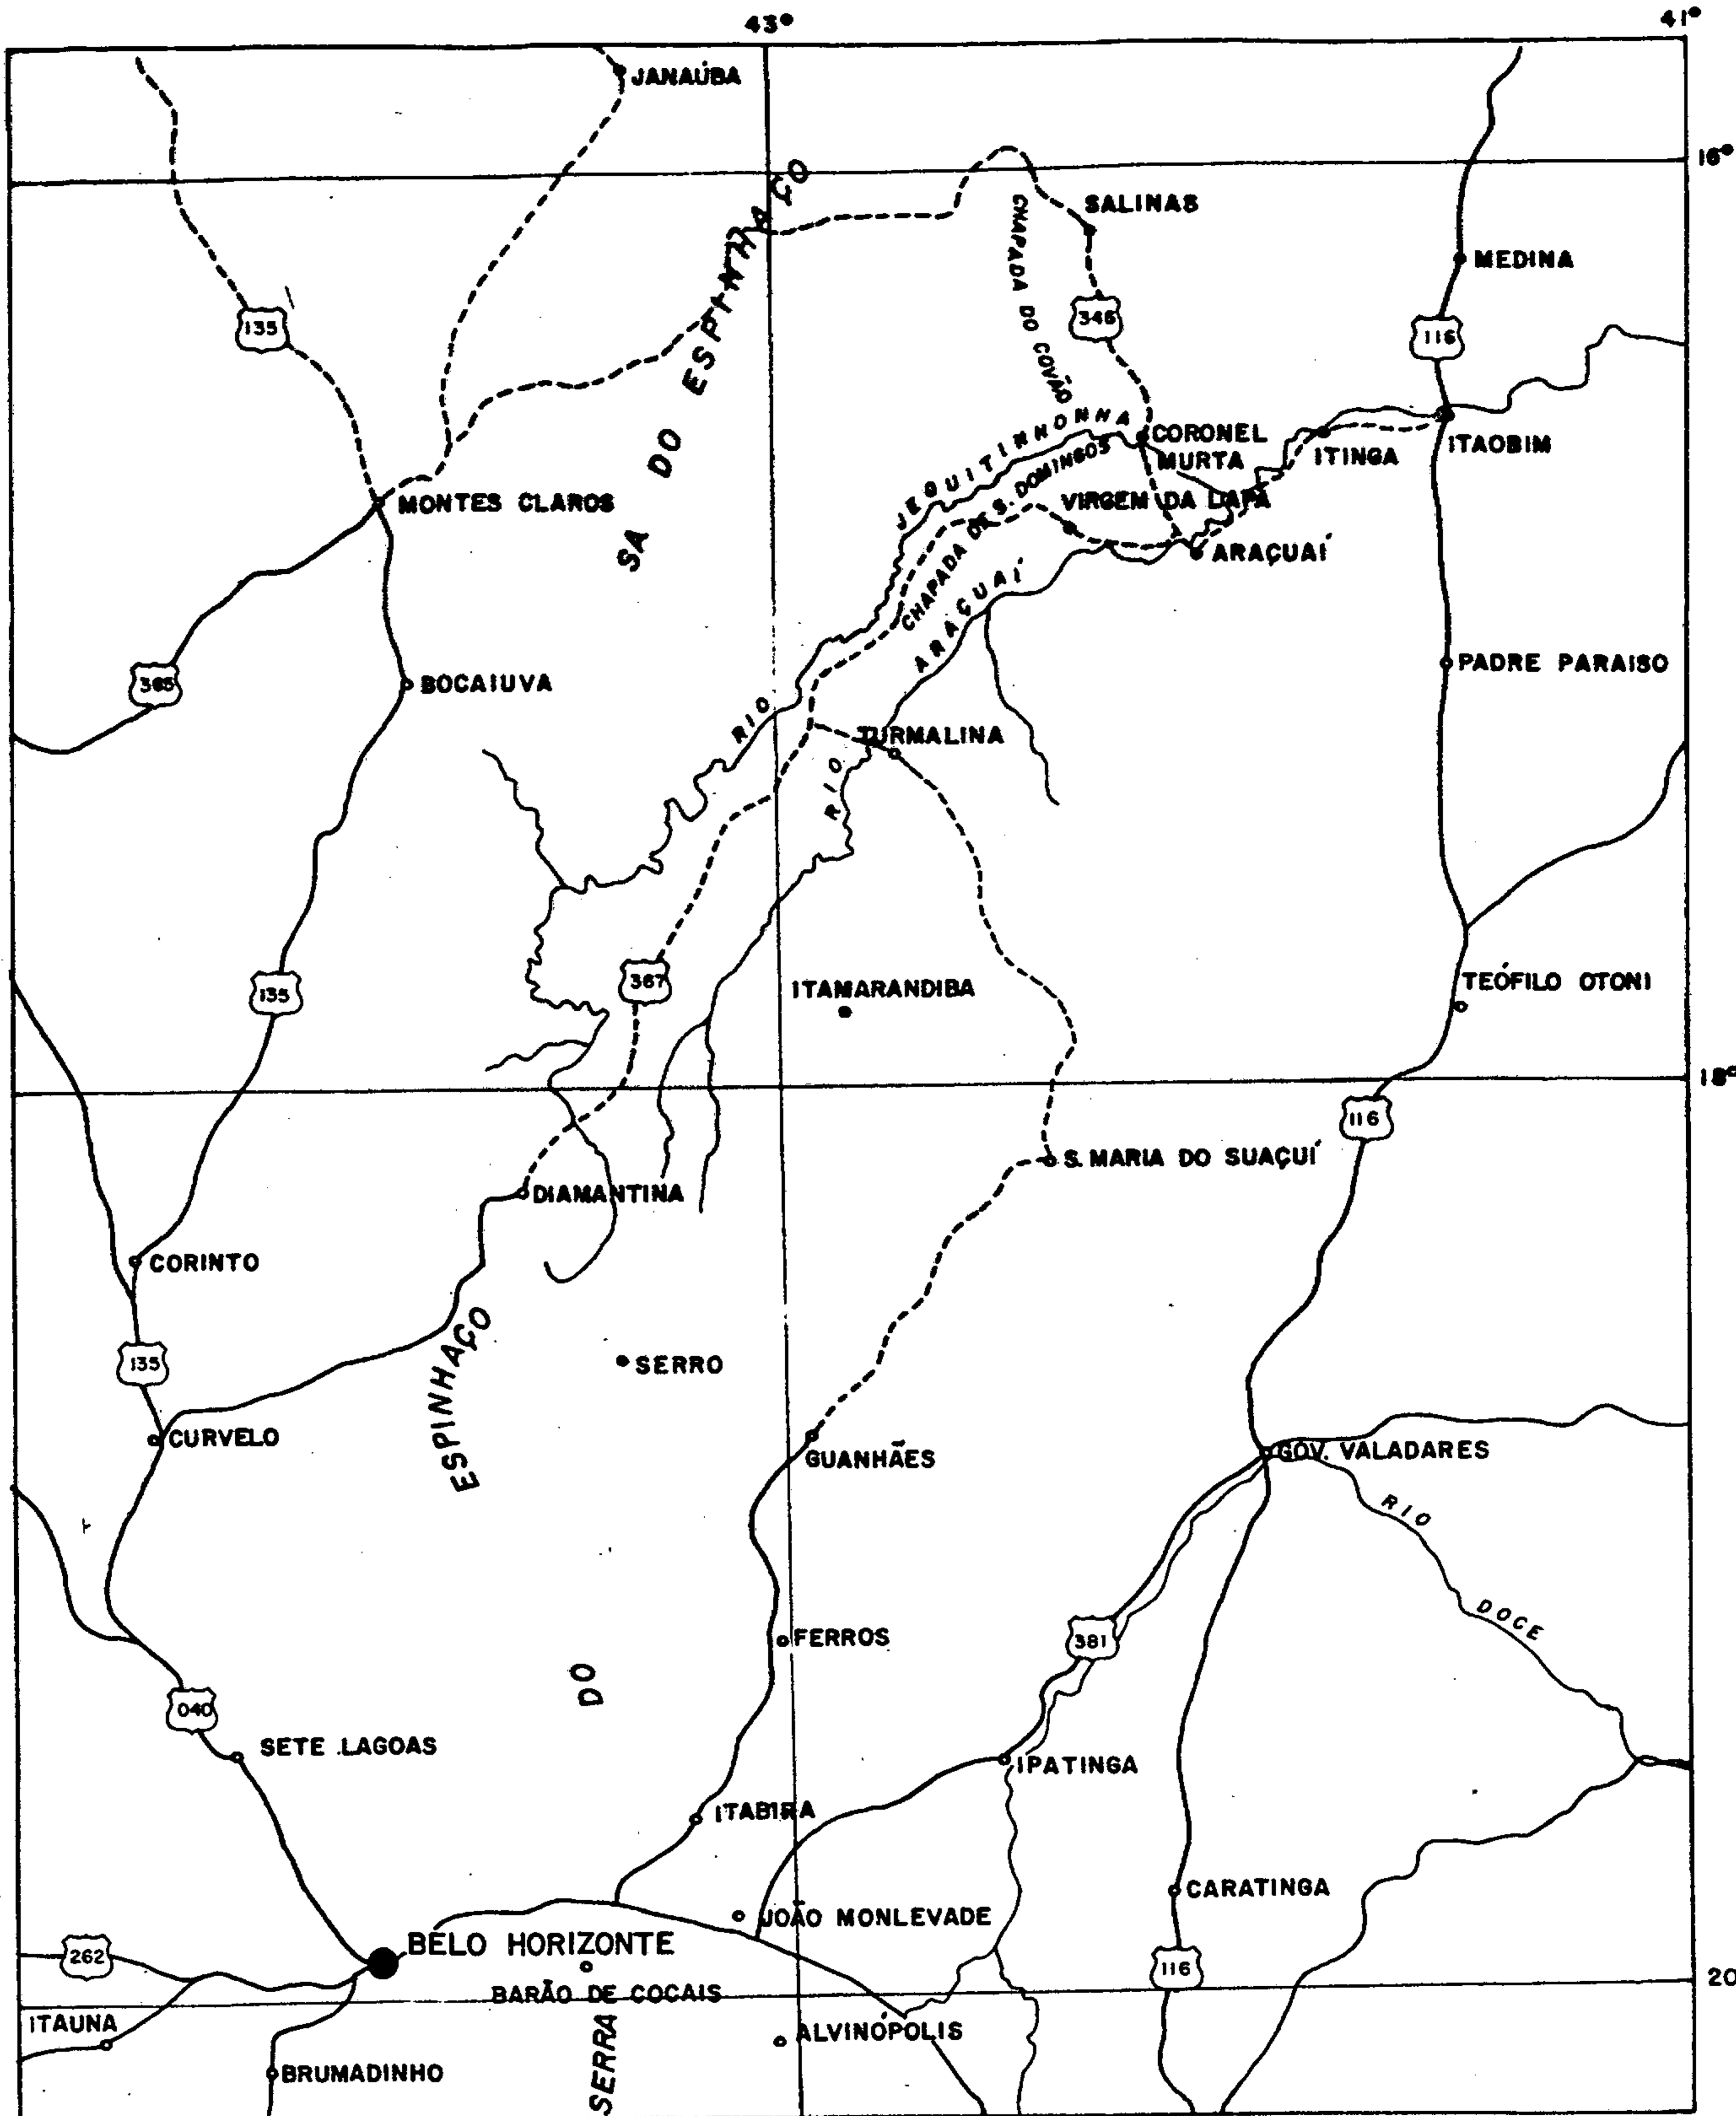 43°
41°
JANAÚBA
16°
SALINAS
MEDINA
SA DO ESPINHAÇO
CHAPADA DO COVÃO
135
346
116
JEQUITINHONHA
CORONEL
MURTA
ITINGA
ITAOBIM
MONTES CLAROS
CHAPADA DE S. DOMINGOS
VIRGEM DA LAPA
ARAÇUAÍ
ARAÇUAÍ
365
BOCAIUVA
PADRE PARAISO
RIO
TURMALINA
RIO
367
ITAMARANDIBA
TEÓFILO OTONI
135
18°
116
S. MARIA DO SUAÇUÍ
DIAMANTINA
CORINTO
ESPINHAÇO
SERRO
135
CURVELO
GUANHÃES
GOV. VALADARES
RIO
DOCE
FERROS
381
DO
040
SETE LAGOAS
IPATINGA
ITABIRA
CARATINGA
JOÃO MONLEVADE
BELO HORIZONTE
262
116
20
BARÃO DE COCAIS
ITAUNA
SERRA
ALVINÓPOLIS
BRUMADINHO